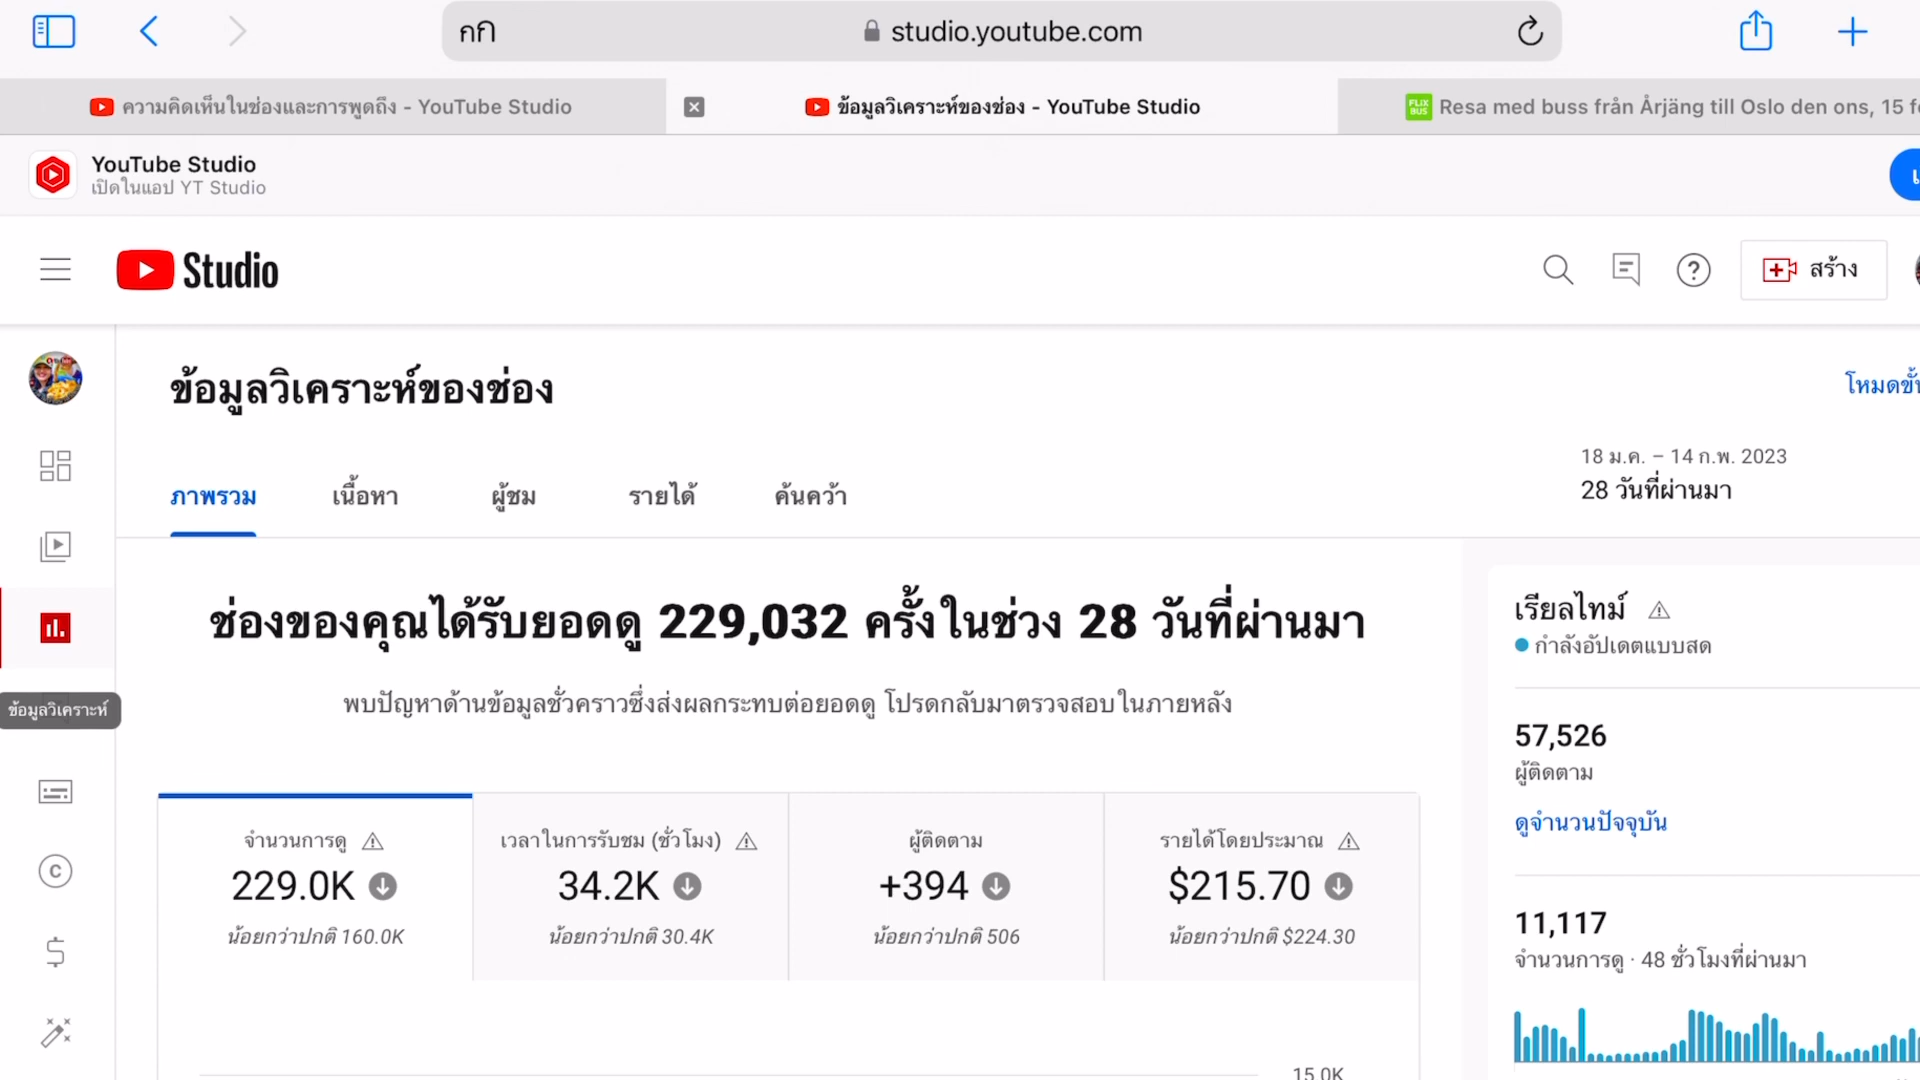 กกิ
studio.youtube.com
ความคิดเห็นในช่องและการพูดถึง - YouTube Studio
ข้อมูลวิเคราะห์ของช่อง - YouTube Studio
FLiX BUS
Resa med buss från Årjäng till Oslo den ons, 15 f
YouTube Studio
เปิดในแอป YT Studio
Studio
สร้าง
ข้อมูลวิเคราะห์ของช่อง
ภาพรวม
เนื้อหา
ผู้ชม
รายได้
ค้นคว้า
18 ม.ค. – 14 ก.พ. 2023
28 วันที่ผ่านมา
ช่องของคุณได้รับยอดดู 229,032 ครั้งในช่วง 28 วันที่ผ่านมา
พบปัญหาด้านข้อมูลชั่วคราวซึ่งส่งผลกระทบต่อยอดดู โปรดกลับมาตรวจสอบในภายหลัง
ข้อมูลวิเคราะห์
จำนวนการดู
229.0K
น้อยกว่าปกติ 160.0K
เวลาในการรับชม (ชั่วโมง)
34.2K
น้อยกว่าปกติ 30.4K
ผู้ติดตาม
+394
น้อยกว่าปกติ 506
รายได้โดยประมาณ
$215.70
น้อยกว่าปกติ $224.30
15.0K
เรียลไทม์
กำลังอัปเดตแบบสด
57,526
ผู้ติดตาม
ดูจำนวนปัจจุบัน
11,117
จำนวนการดู · 48 ชั่วโมงที่ผ่านมา